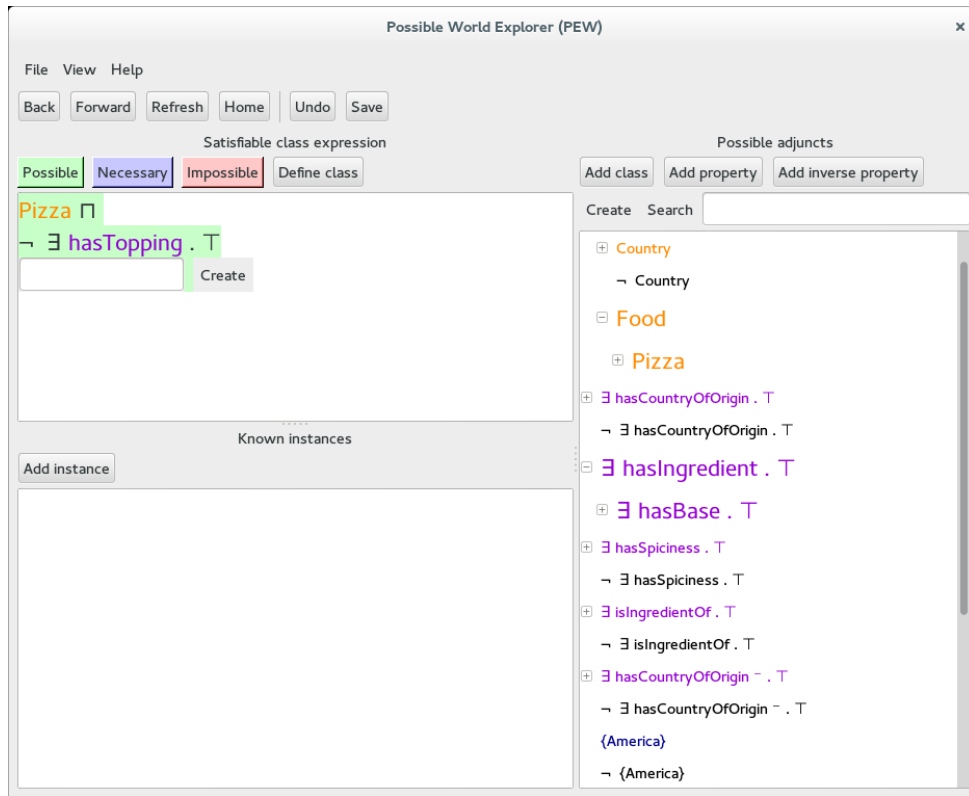 Possible World Explorer (PEW)
File View Help
Back Forward Refresh Home Undo Save
Satisfiable class expression
Possible Necessary Impossible Define class
Pizza ⊓
¬ ∃ hasTopping . ⊤
Create
Known instances
Add instance
Possible adjuncts
Add class Add property Add inverse property
Create Search
Country
¬ Country
Food
Pizza
∃ hasCountryOfOrigin . ⊤
¬ ∃ hasCountryOfOrigin . ⊤
∃ hasIngredient . ⊤
∃ hasBase . ⊤
∃ hasSpiciness . ⊤
¬ ∃ hasSpiciness . ⊤
∃ isIngredientOf . ⊤
¬ ∃ isIngredientOf . ⊤
∃ hasCountryOfOrigin ⁻ . ⊤
¬ ∃ hasCountryOfOrigin ⁻ . ⊤
{America}
¬ {America}